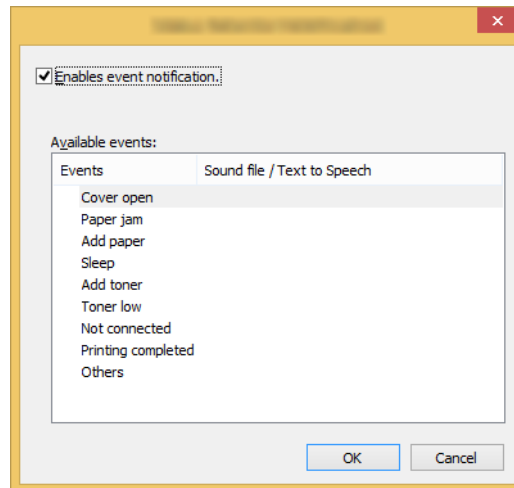 Enables event notification.
Available events:
Events Sound file / Text to Speech
Cover open
Paper jam
Add paper
Sleep
Add toner
Toner low
Not connected
Printing completed
Others
OK Cancel